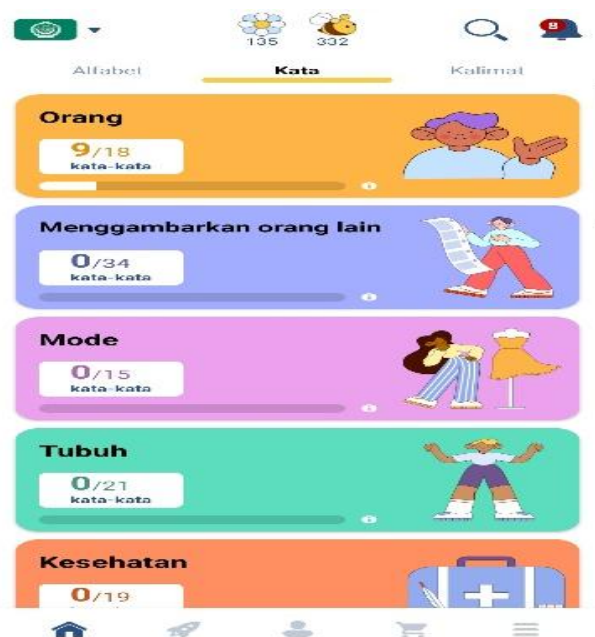 135 332 8
Alfabet Kata Kalimat
Orang
9/18
kata-kata
Menggambarkan orang lain
0/34
kata-kata
Mode
0/15
kata-kata
Tubuh
0/21
kata-kata
Kesehatan
0/19